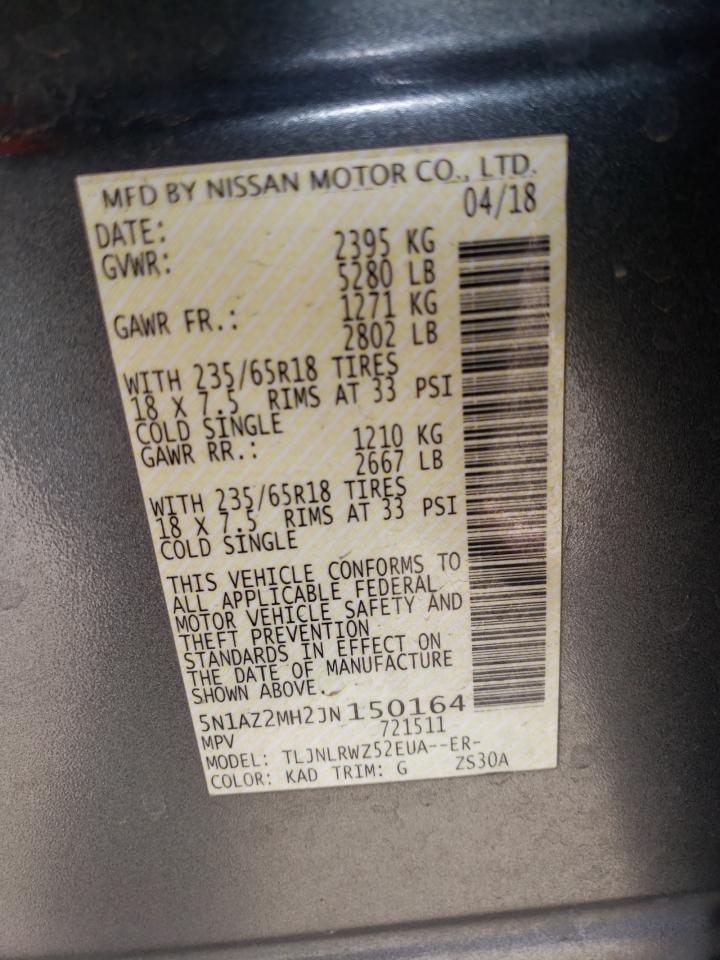 MFD BY NISSAN MOTOR CO., LTD.
DATE: 04/18
GVWR: 2395 KG
5280 LB
GAWR FR.: 1271 KG
2802 LB
WITH 235/65R18 TIRES
18 X 7.5 RIMS AT 33 PSI
COLD SINGLE
GAWR RR.: 1210 KG
2667 LB
WITH 235/65R18 TIRES
18 X 7.5 RIMS AT 33 PSI
COLD SINGLE
THIS VEHICLE CONFORMS TO
ALL APPLICABLE FEDERAL
MOTOR VEHICLE SAFETY AND
THEFT PREVENTION
STANDARDS IN EFFECT ON
THE DATE OF MANUFACTURE
SHOWN ABOVE.
5N1AZ2MH2JN150164
MPV 721511
MODEL: TLJNLRWZ52EUA--ER-
COLOR: KAD TRIM: G ZS30A